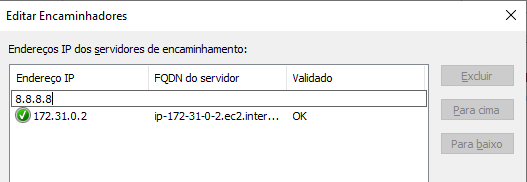 Editar Encaminhadores
Endereços IP dos servidores de encaminhamento:
Endereço IP FQDN do servidor Validado
8.8.8.8
172.31.0.2 ip-172-31-0-2.ec2.inter... OK
Excluir
Para cima
Para baixo